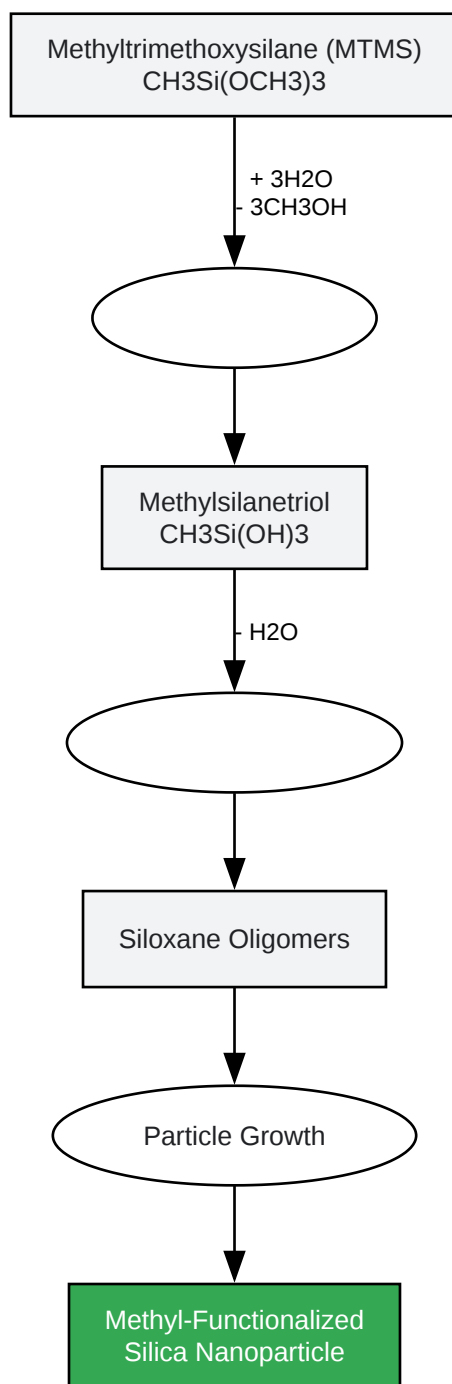 Methyltrimethoxysilane (MTMS)
CH3Si(OCH3)3
+ 3H2O
- 3CH3OH
Methylsilanetriol
CH3Si(OH)3
- H2O
Siloxane Oligomers
Particle Growth
Methyl-Functionalized
Silica Nanoparticle